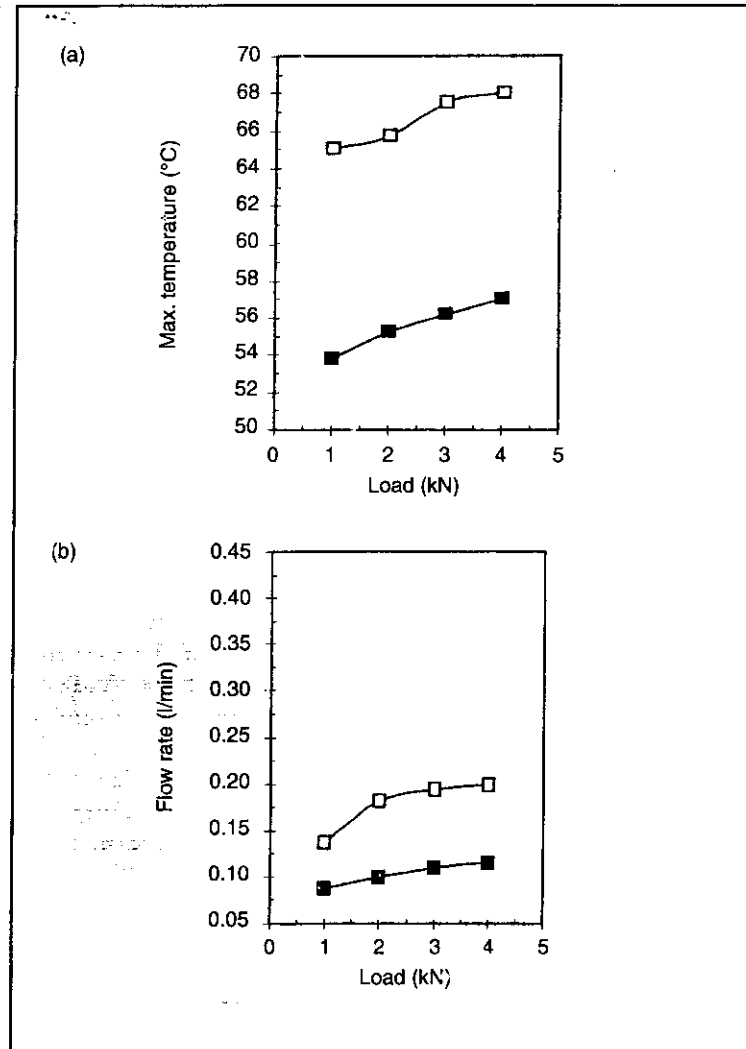 (a)
70
68
66
64
62
60
58
56
54
52
50
Max. temperature (°C)
0 1 2 3 4 5
Load (kN)
(b)
0.45
0.40
0.35
0.30
0.25
0.20
0.15
0.10
0.05
Flow rate (l/min)
0 1 2 3 4 5
Load (kN)